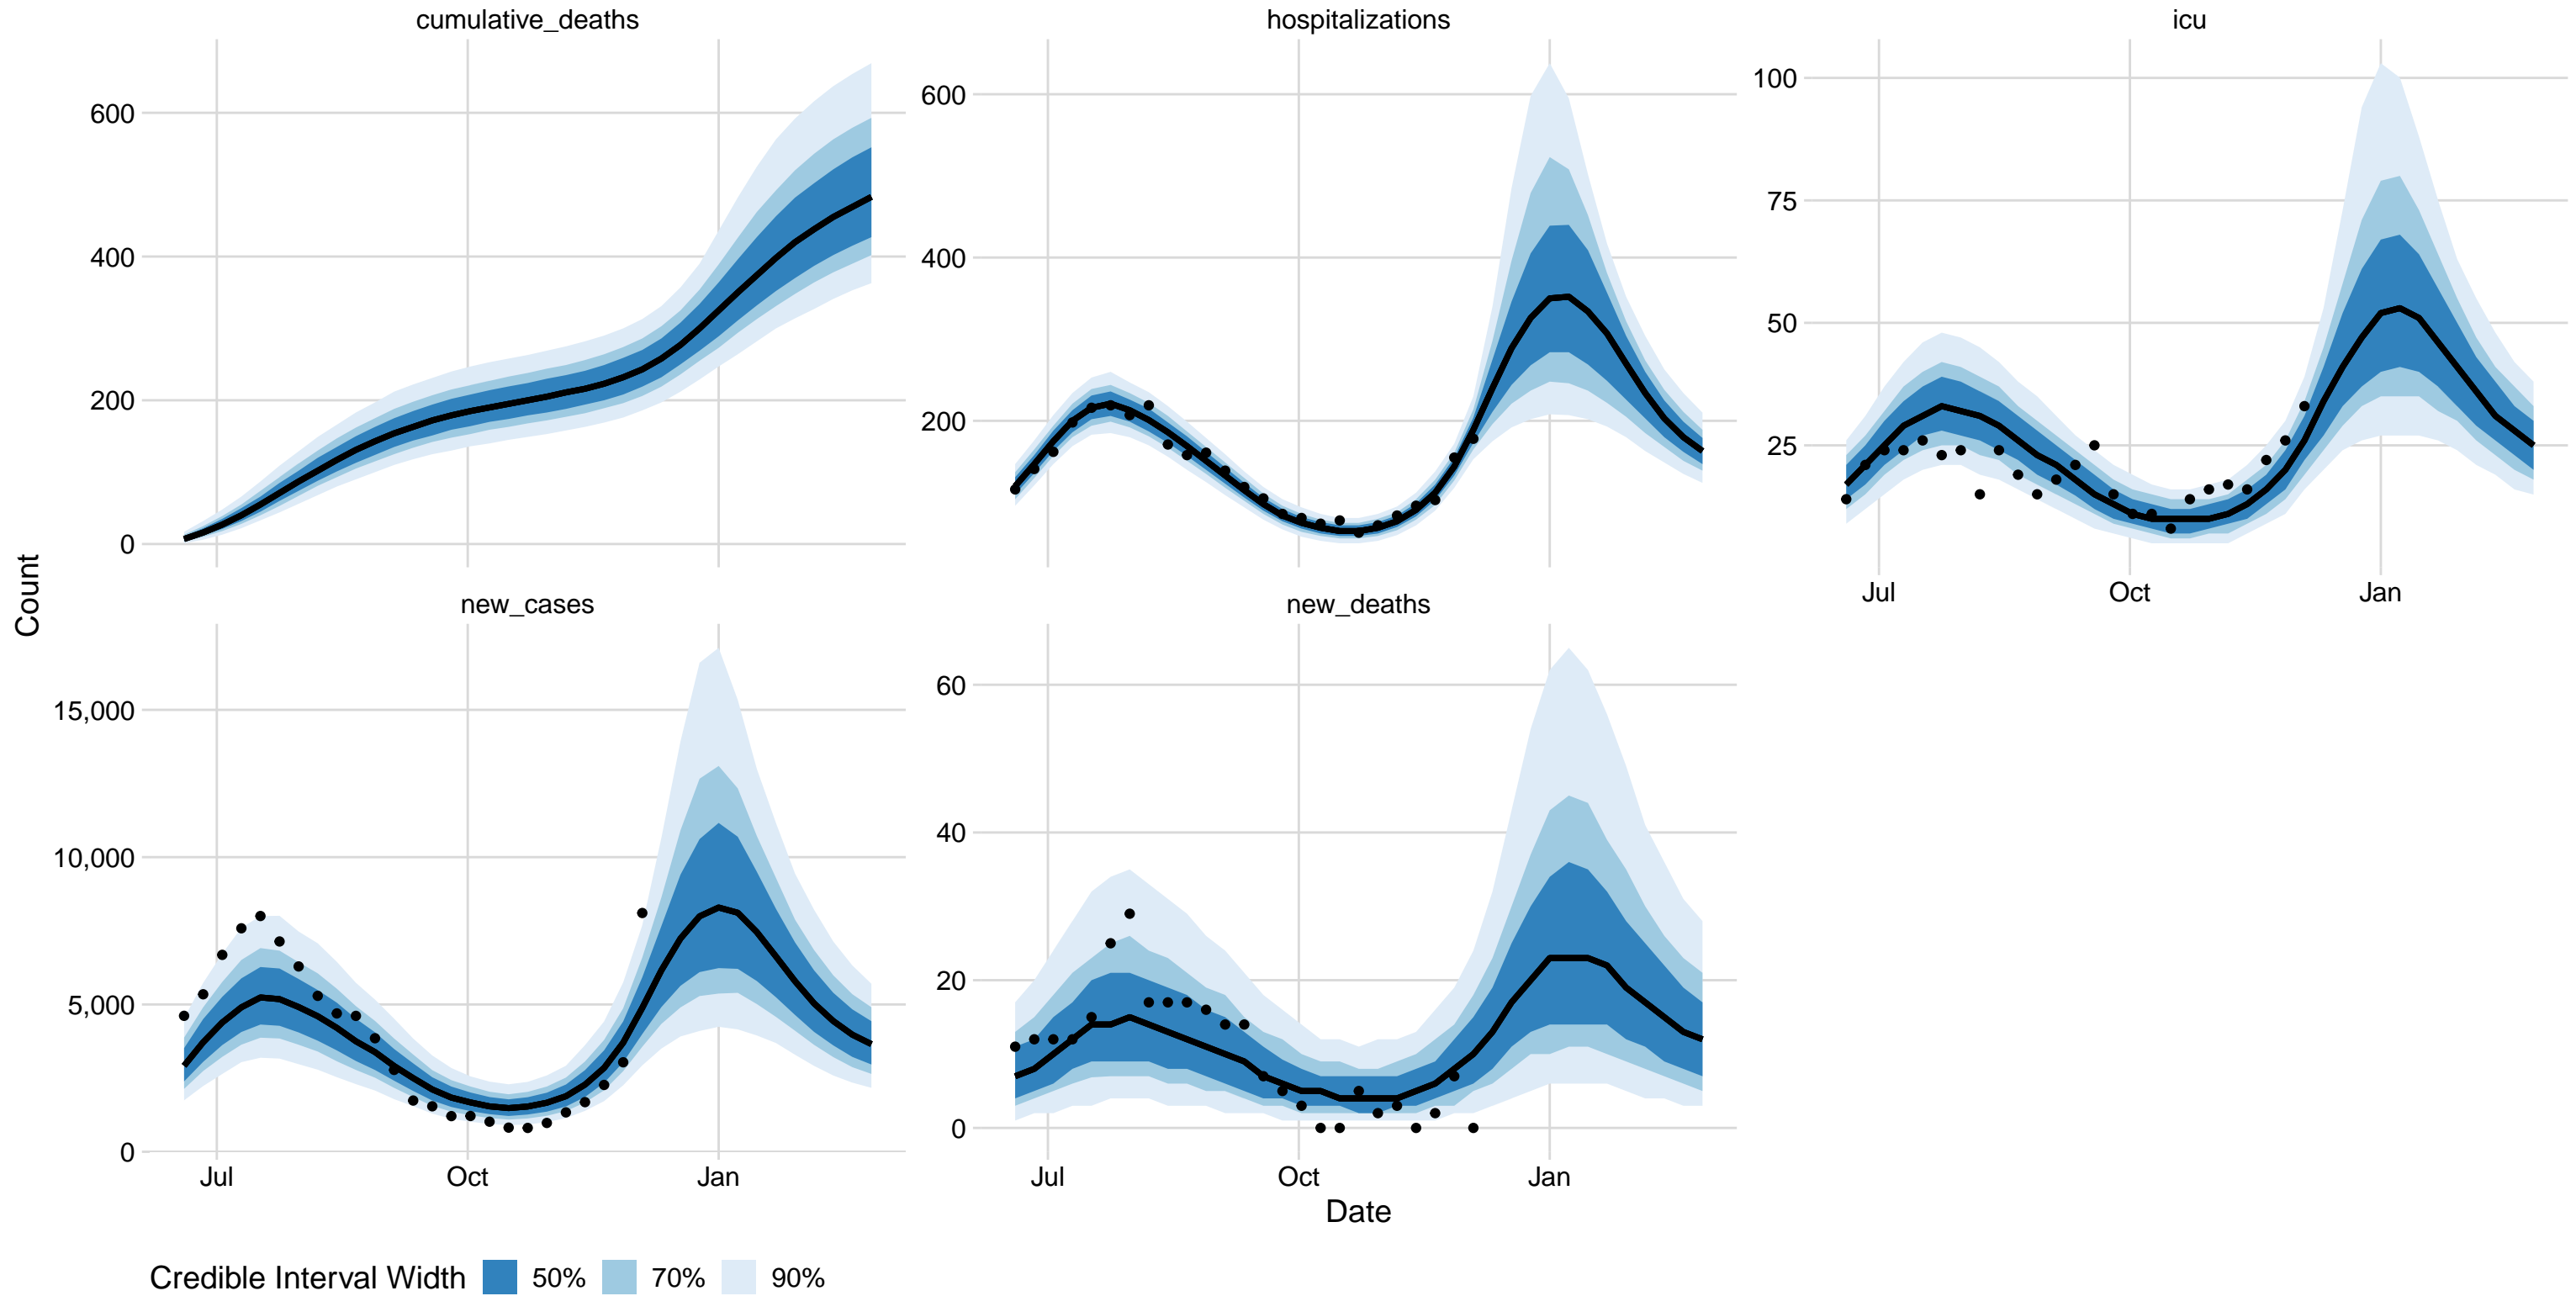 cumulative_deaths
hospitalizations
icu
600
400
200
0
600
400
200
100
75
50
25
Jul
Oct
Jan
Count
new_cases
new_deaths
15,000
10,000
5,000
0
60
40
20
0
Jul
Oct
Jan
Jul
Oct
Jan
Date
Credible Interval Width 50% 70% 90%